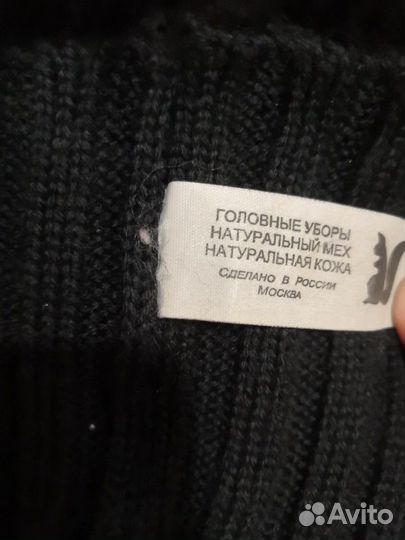 ГОЛОВНЫЕ УБОРЫ
НАТУРАЛЬНЫЙ МЕХ
НАТУРАЛЬНАЯ КОЖА
СДЕЛАНО В РОССИИ
МОСКВА
Avito